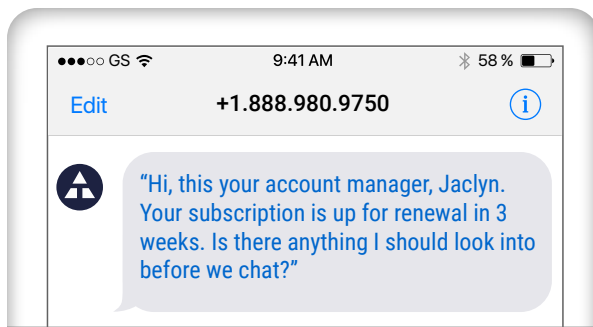 GS 9:41 AM 58 %
Edit +1.888.980.9750 i
“Hi, this your account manager, Jaclyn.
Your subscription is up for renewal in 3
weeks. Is there anything I should look into
before we chat?”